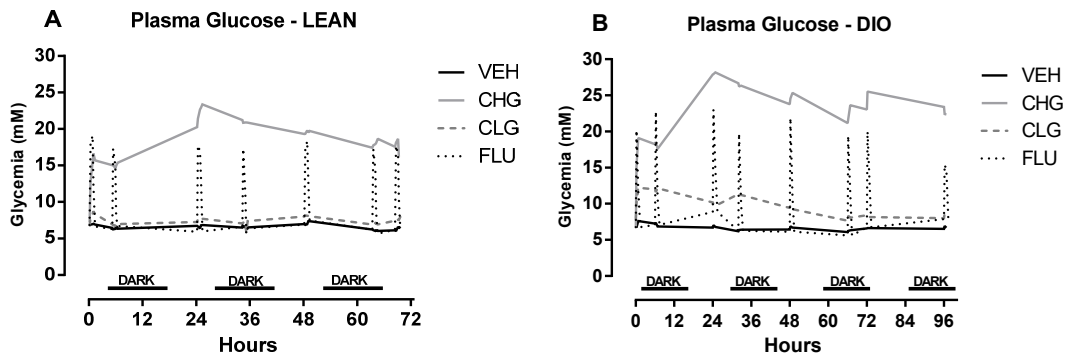 A
Plasma Glucose - LEAN
Glycemia (mM)
30
25
20
15
10
5
0
DARK DARK DARK
0 12 24 36 48 60 72
Hours
VEH
CHG
CLG
FLU
B
Plasma Glucose - DIO
Glycemia (mM)
30
25
20
15
10
5
0
DARK DARK DARK DARK
0 12 24 36 48 60 72 84 96
Hours
VEH
CHG
CLG
FLU